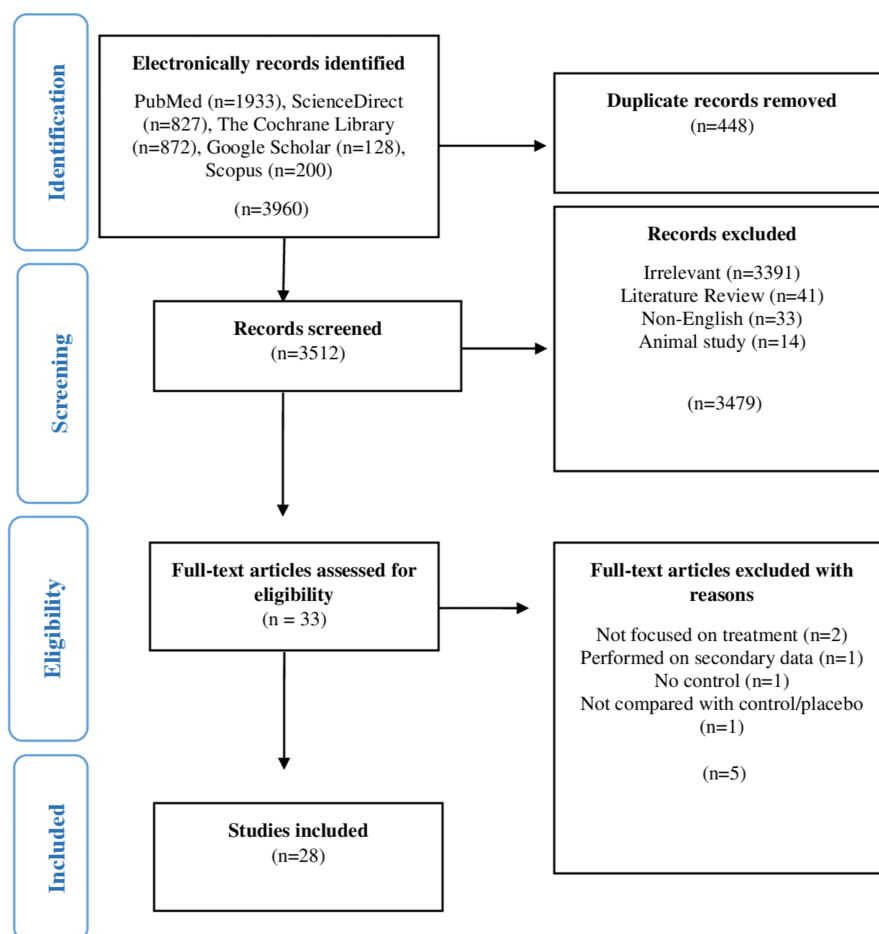 Identification
Electronically records identified
PubMed (n=1933), ScienceDirect
(n=827), The Cochrane Library
(n=872), Google Scholar (n=128),
Scopus (n=200)
(n=3960)
Duplicate records removed
(n=448)
Screening
Records screened
(n=3512)
Records excluded
Irrelevant (n=3391)
Literature Review (n=41)
Non-English (n=33)
Animal study (n=14)
(n=3479)
Eligibility
Full-text articles assessed for
eligibility
(n = 33)
Full-text articles excluded with
reasons
Not focused on treatment (n=2)
Performed on secondary data (n=1)
No control (n=1)
Not compared with control/placebo
(n=1)
(n=5)
Included
Studies included
(n=28)